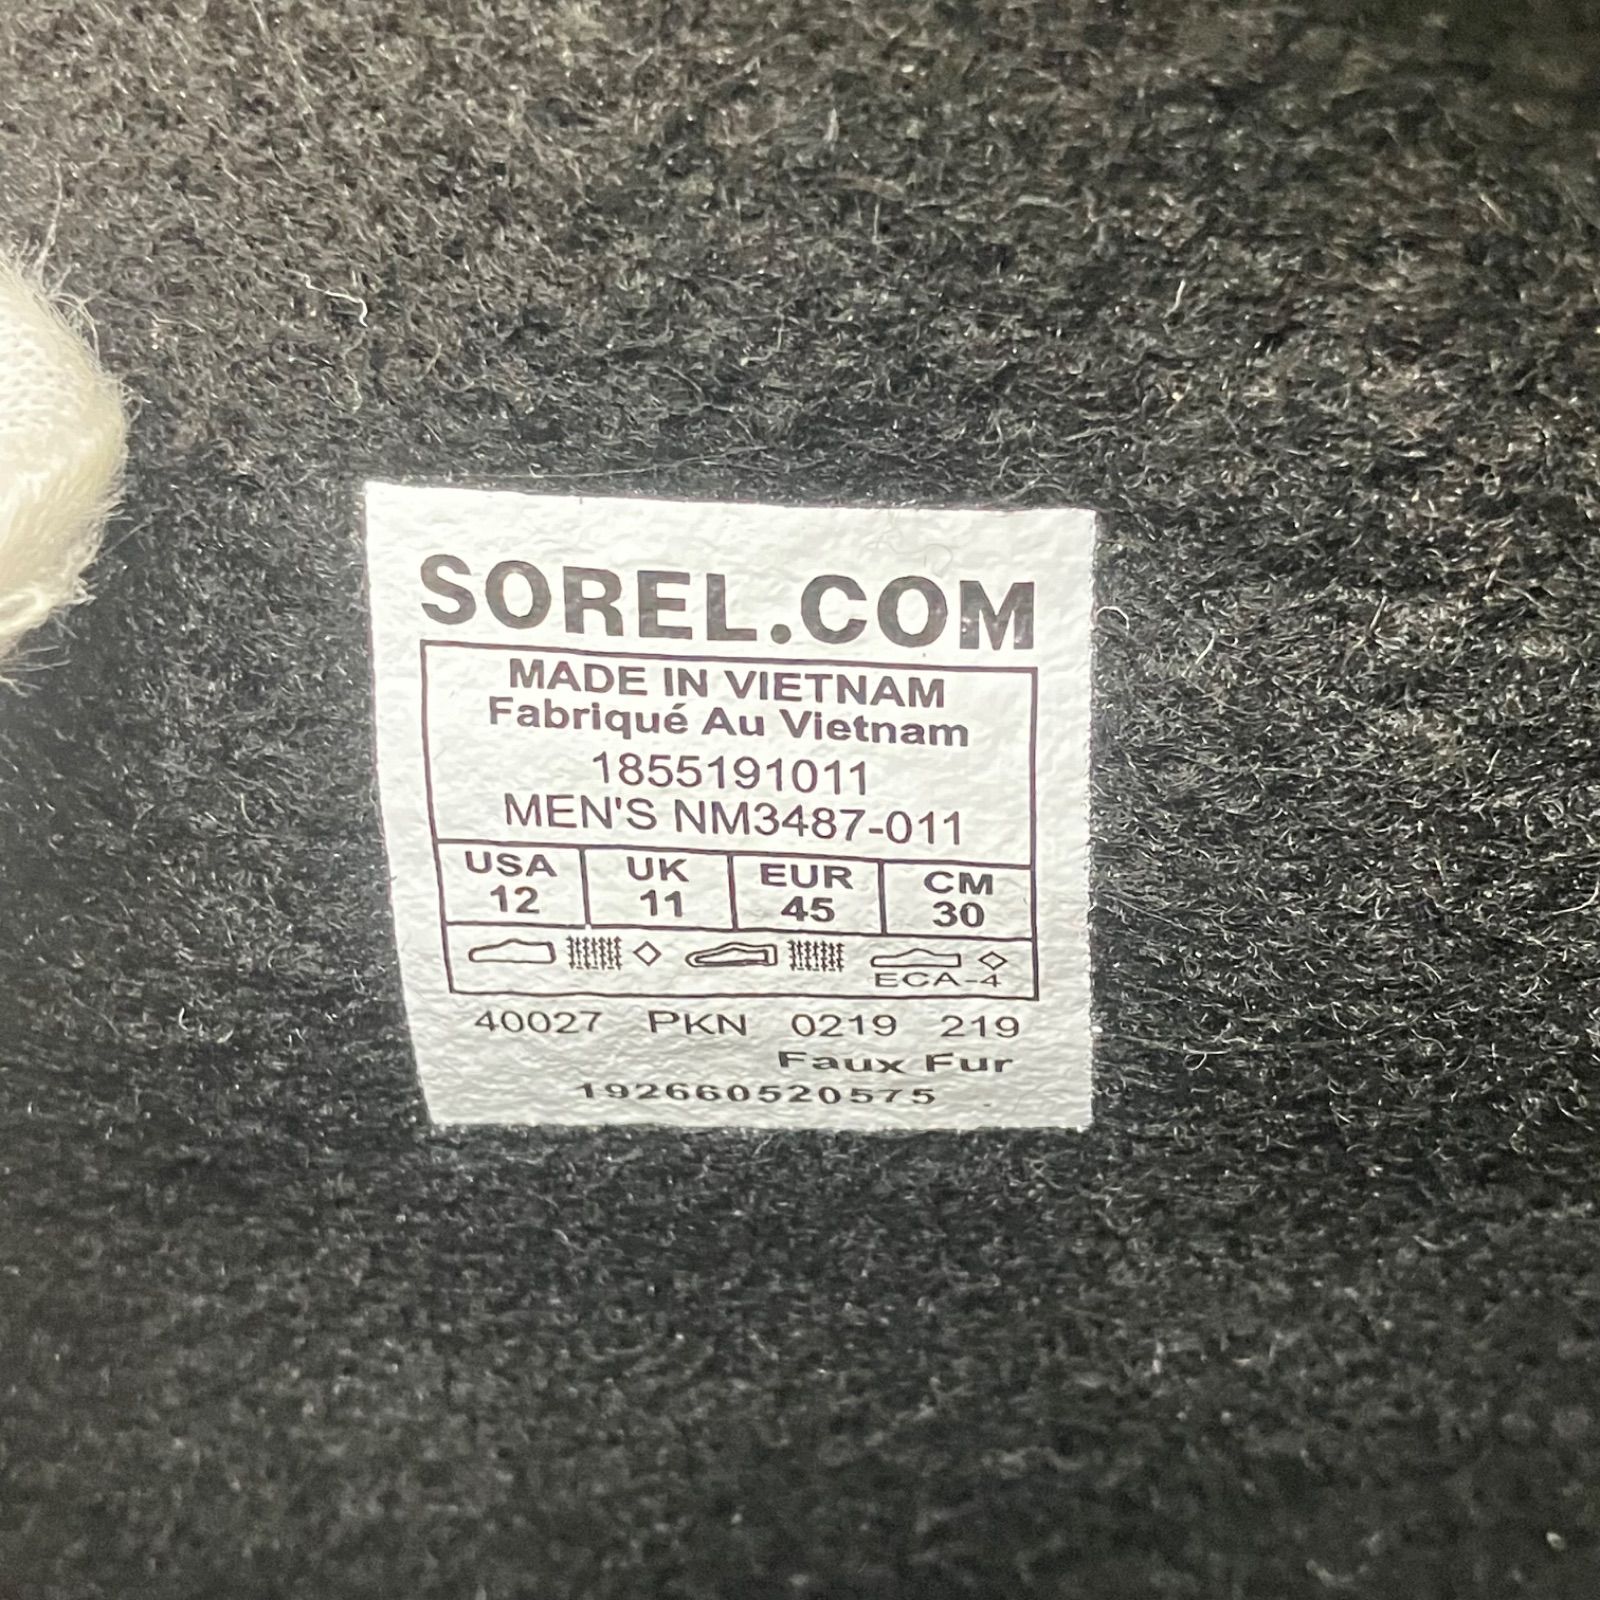 SOREL.COM
MADE IN VIETNAM
Fabriqué Au Vietnam
1855191011
MEN'S NM3487-011
USA UK EUR CM
12 11 45 30
ECA-4
40027 PKN 0219 219
Faux Fur
192660520575